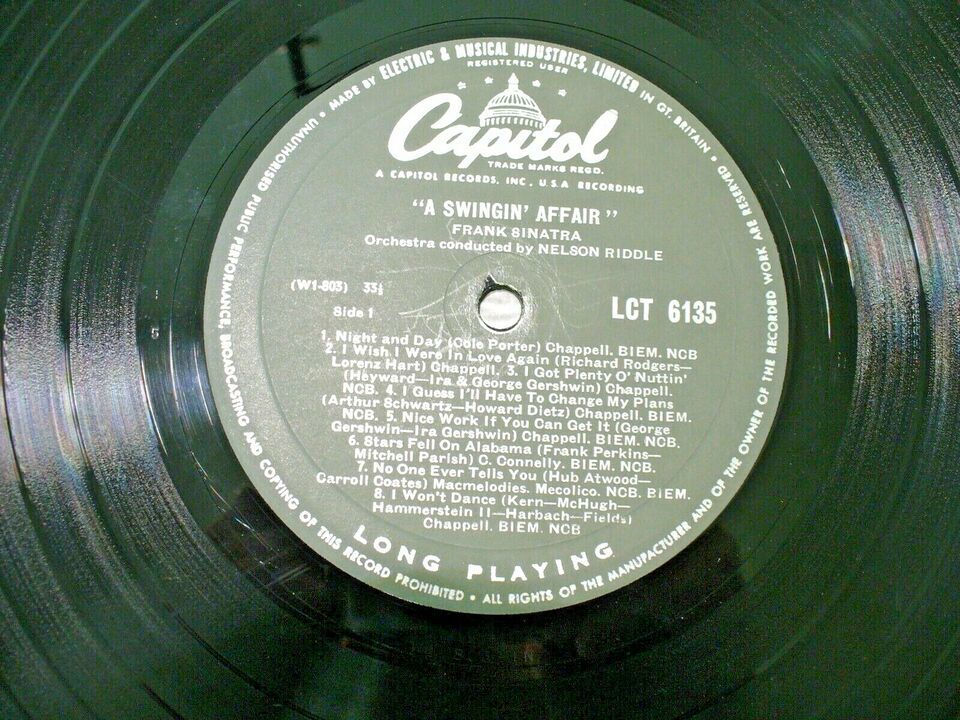 MADE BY ELECTRIC & MUSICAL INDUSTRIES, LIMITED IN GT. BRITAIN • ALL RIGHTS OF THE MANUFACTURER AND OF THE OWNER OF THE RECORDED WORK ARE RESERVED •
UNAUTHORISED PUBLIC PERFORMANCE, BROADCASTING AND COPYING OF THIS RECORD PROHIBITED •
REGISTERED USER
Capitol
TRADE MARKS REGD.
A CAPITOL RECORDS, INC., U.S.A RECORDING
"A SWINGIN' AFFAIR"
FRANK SINATRA
Orchestra conducted by NELSON RIDDLE
(W1-803) 33⅓
LCT 6135
Side 1
1. Night and Day (Cole Porter) Chappell. BIEM. NCB
2. I Wish I Were In Love Again (Richard Rodgers—
Lorenz Hart) Chappell. 3. I Got Plenty O' Nuttin'
(Heyward—Ira & George Gershwin) Chappell.
NCB. 4. I Guess I'll Have To Change My Plans
(Arthur Schwartz—Howard Dietz) Chappell. BIEM.
NCB. 5. Nice Work If You Can Get It (George
Gershwin—Ira Gershwin) Chappell. BIEM. NCB.
6. Stars Fell On Alabama (Frank Perkins—
Mitchell Parish) C. Connelly. BIEM. NCB.
7. No One Ever Tells You (Hub Atwood—
Carroll Coates) Macmelodies. Mecolico. NCB. BIEM.
8. I Won't Dance (Kern—McHugh—
Hammerstein II—Harbach—Fields)
Chappell. BIEM. NCB
LONG PLAYING